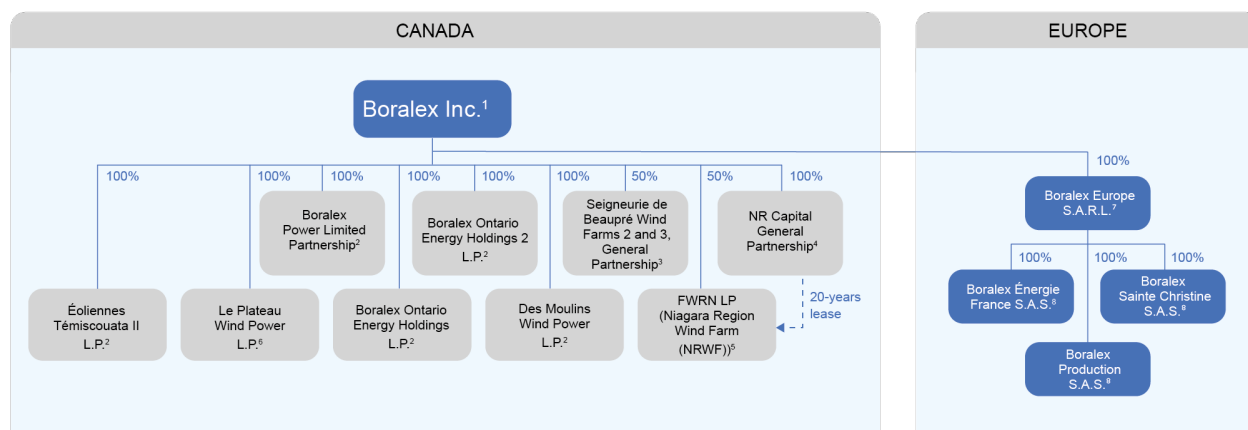 CANADA
EUROPE
Boralex Inc.¹
100%
100%
100%
100%
100%
100%
50%
50%
100%
100%
Boralex
Power Limited
Partnership²
Boralex Ontario
Energy Holdings 2
L.P.²
Seigneurie de
Beaupré Wind
Farms 2 and 3,
General
Partnership³
NR Capital
General
Partnership⁴
Boralex Europe
S.A.R.L.⁷
Éoliennes
Témiscouata II
L.P.²
Le Plateau
Wind Power
L.P.⁶
Boralex Ontario
Energy Holdings
L.P.²
Des Moulins
Wind Power
L.P.²
FWRN LP
(Niagara Region
Wind Farm
(NRWF))⁵
20-years
lease
100%
100%
100%
Boralex Énergie
France S.A.S.⁸
Boralex
Sainte Christine
S.A.S.⁸
Boralex
Production
S.A.S.⁸